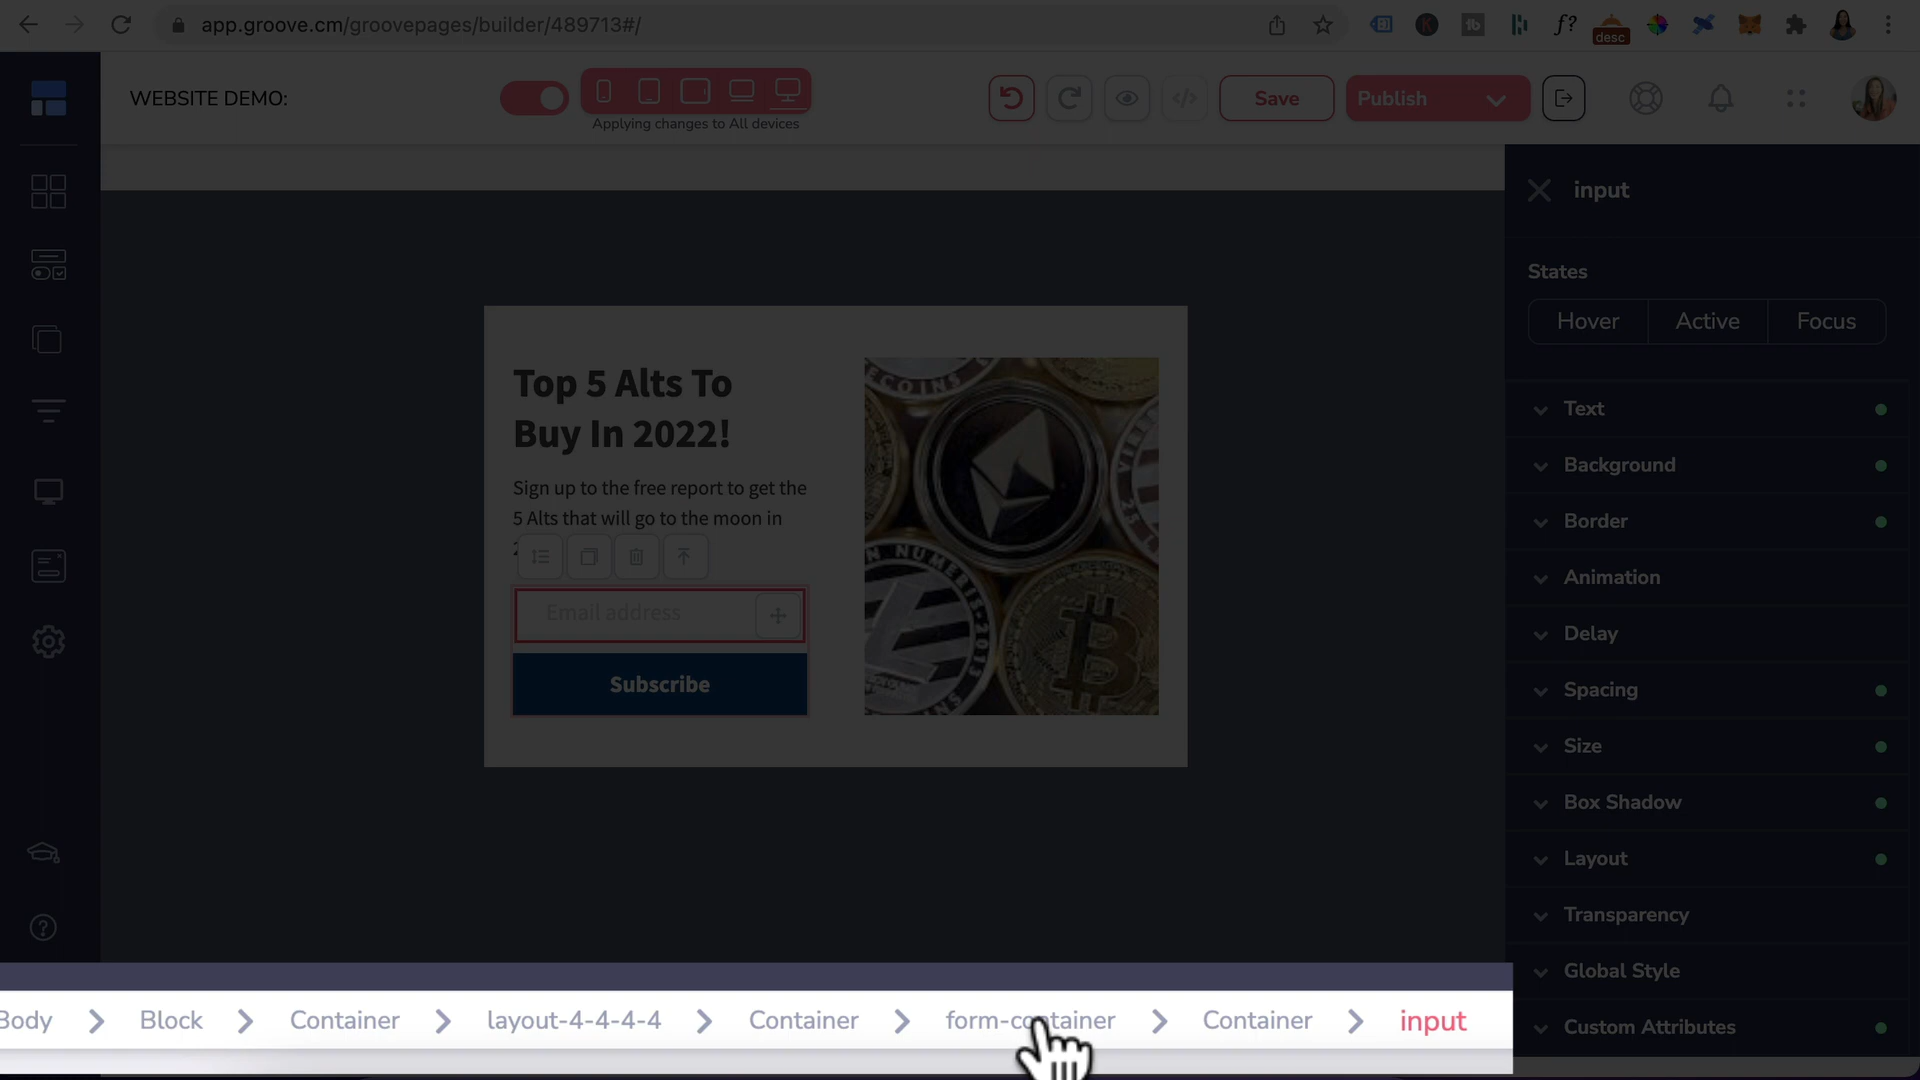 app.groove.cm/groovepages/builder/489713#/
desc
WEBSITE DEMO:
Applying changes to All devices
Save
Publish
input
States
Hover
Active
Focus
Text
Background
Border
Animation
Delay
Spacing
Size
Box Shadow
Layout
Transparency
Global Style
Custom Attributes
Top 5 Alts To
Buy In 2022!
Sign up to the free report to get the
5 Alts that will go to the moon in
Email address
Subscribe
Body > Block > Container > layout-4-4-4-4 > Container > form-container > Container > input